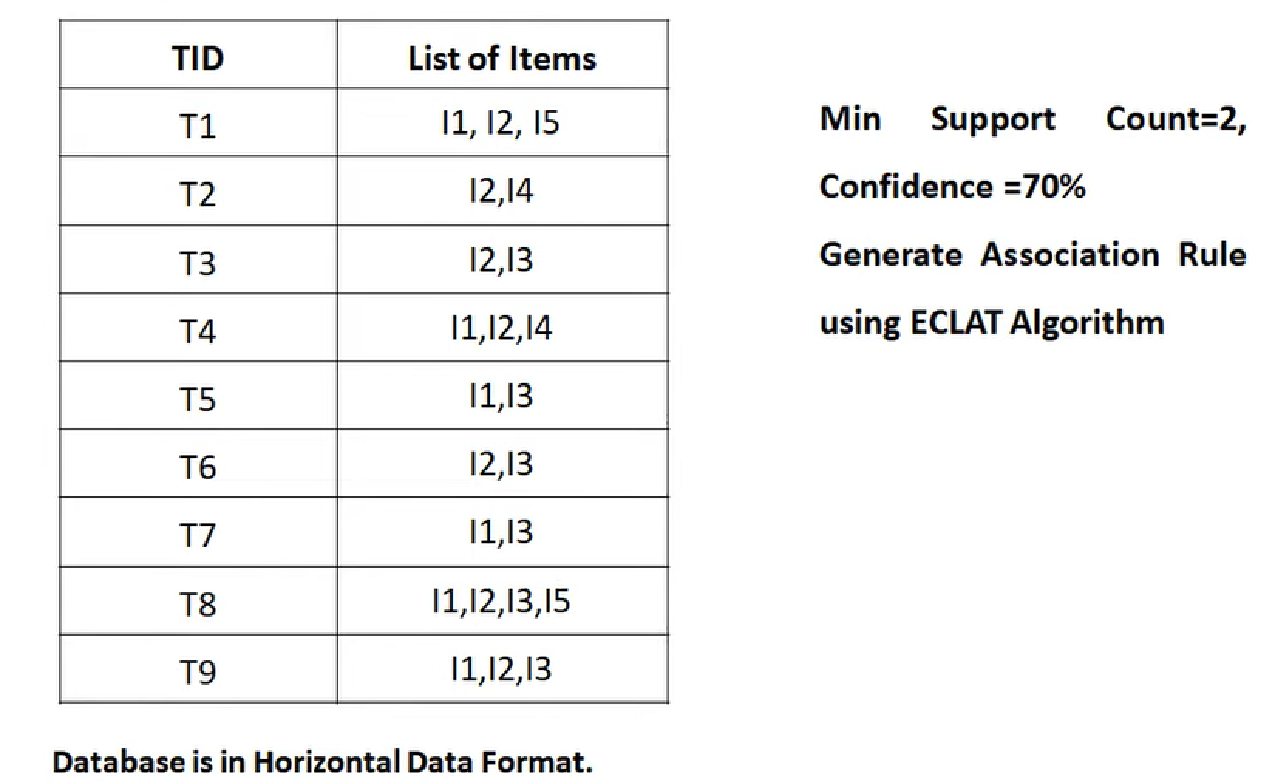 TID List of Items
T1 I1, I2, I5
T2 I2,I4
T3 I2,I3
T4 I1,I2,I4
T5 I1,I3
T6 I2,I3
T7 I1,I3
T8 I1,I2,I3,I5
T9 I1,I2,I3
Database is in Horizontal Data Format.
Min Support Count=2,
Confidence =70%
Generate Association Rule
using ECLAT Algorithm